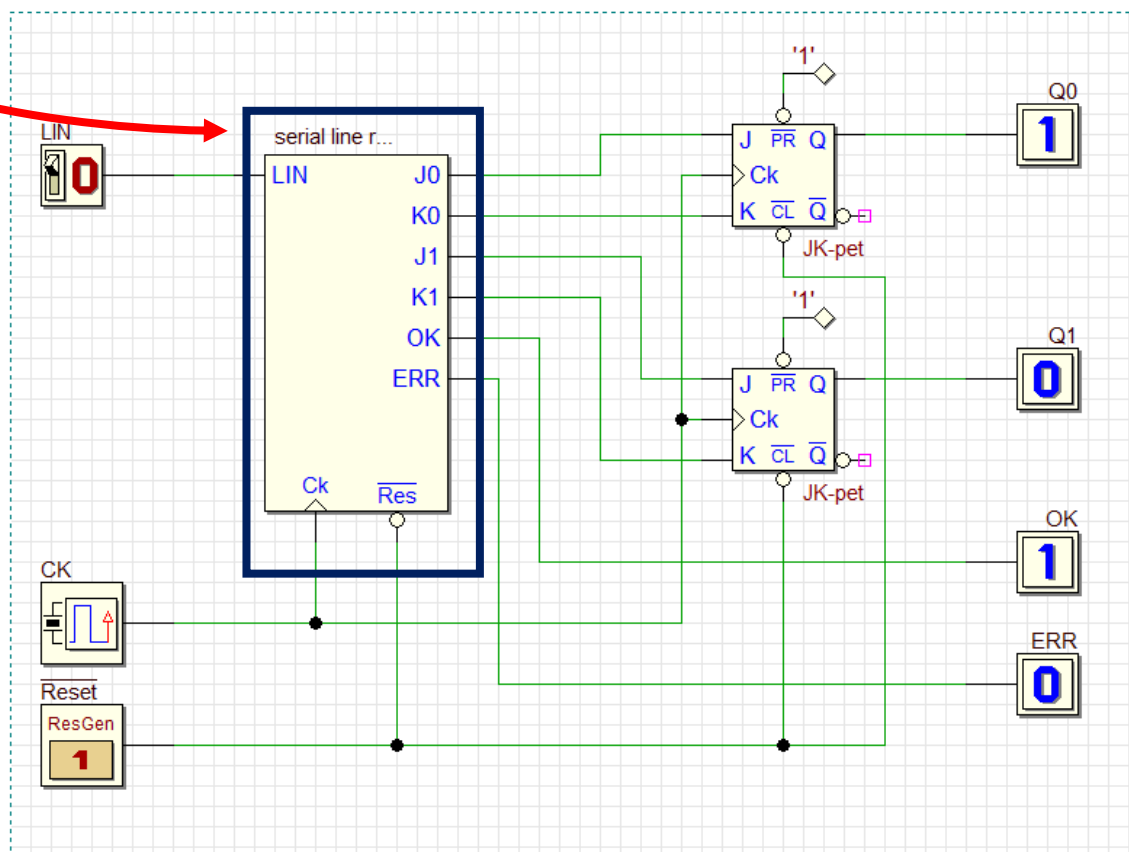 '1'
Q0
1
LIN
0
serial line r...
LIN
J0
K0
J1
K1
OK
ERR
Ck
Res
J PR Q
Ck
K CL Q
JK-pet
'1'
Q1
0
J PR Q
Ck
K CL Q
JK-pet
OK
1
CK
ERR
0
Reset
ResGen
1